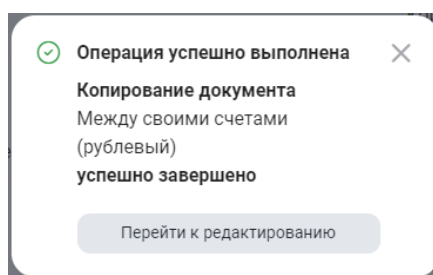 Операция успешно выполнена
Копирование документа
Между своими счетами
(рублевый)
успешно завершено
Перейти к редактированию